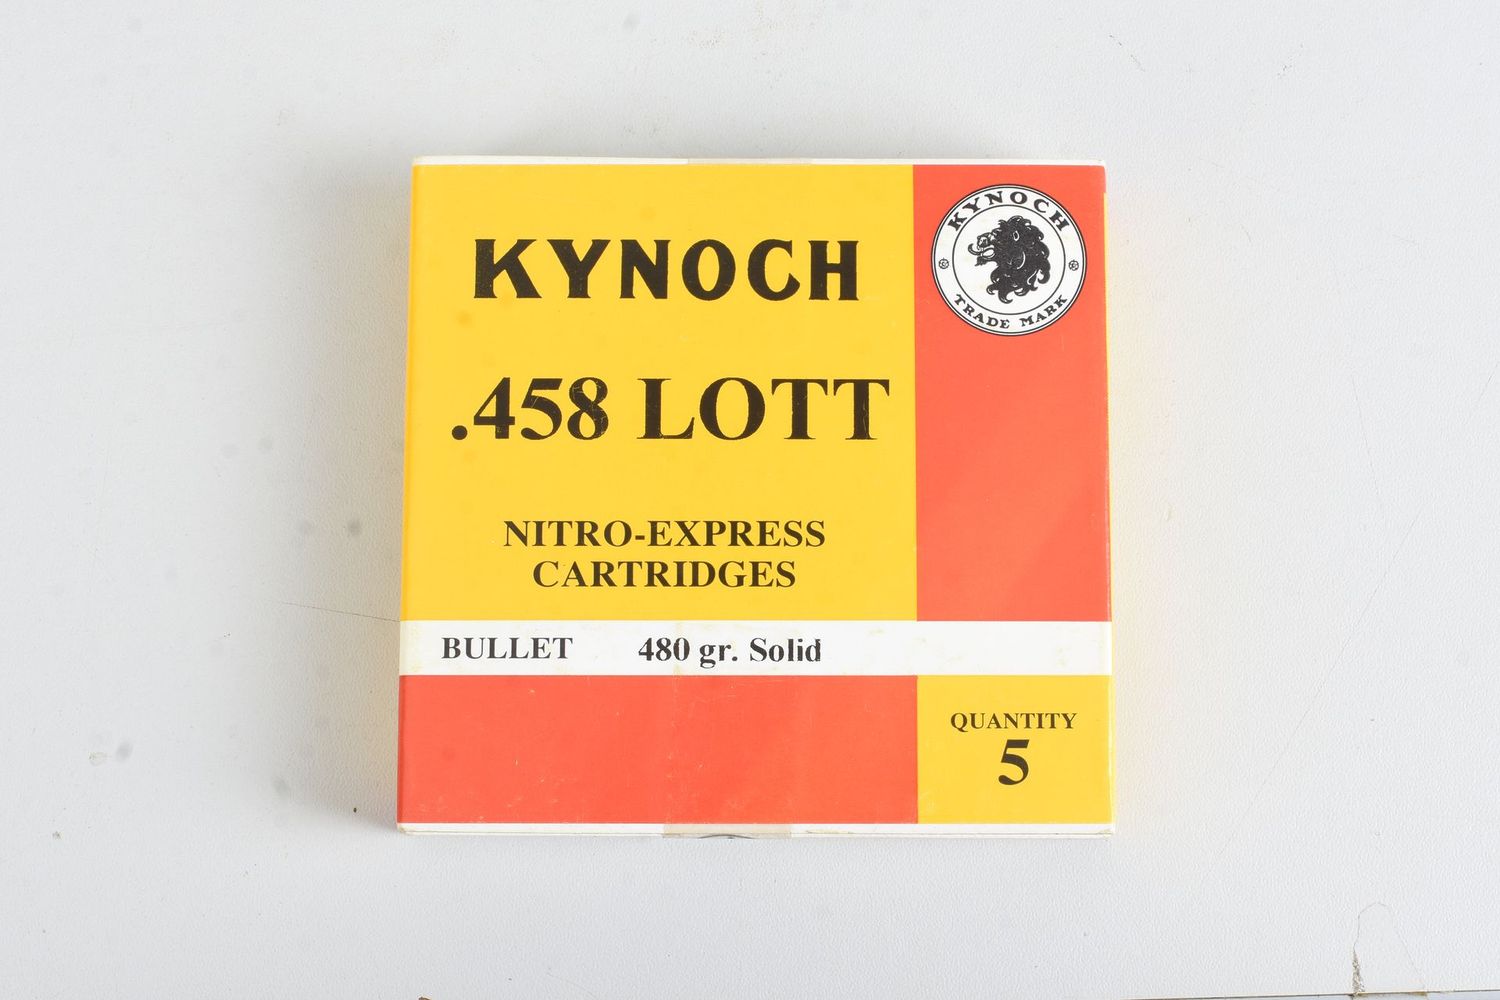 KYNOCH
KYNOCH
TRADE MARK
.458 LOTT
NITRO-EXPRESS
CARTRIDGES
BULLET 480 gr. Solid
QUANTITY
5